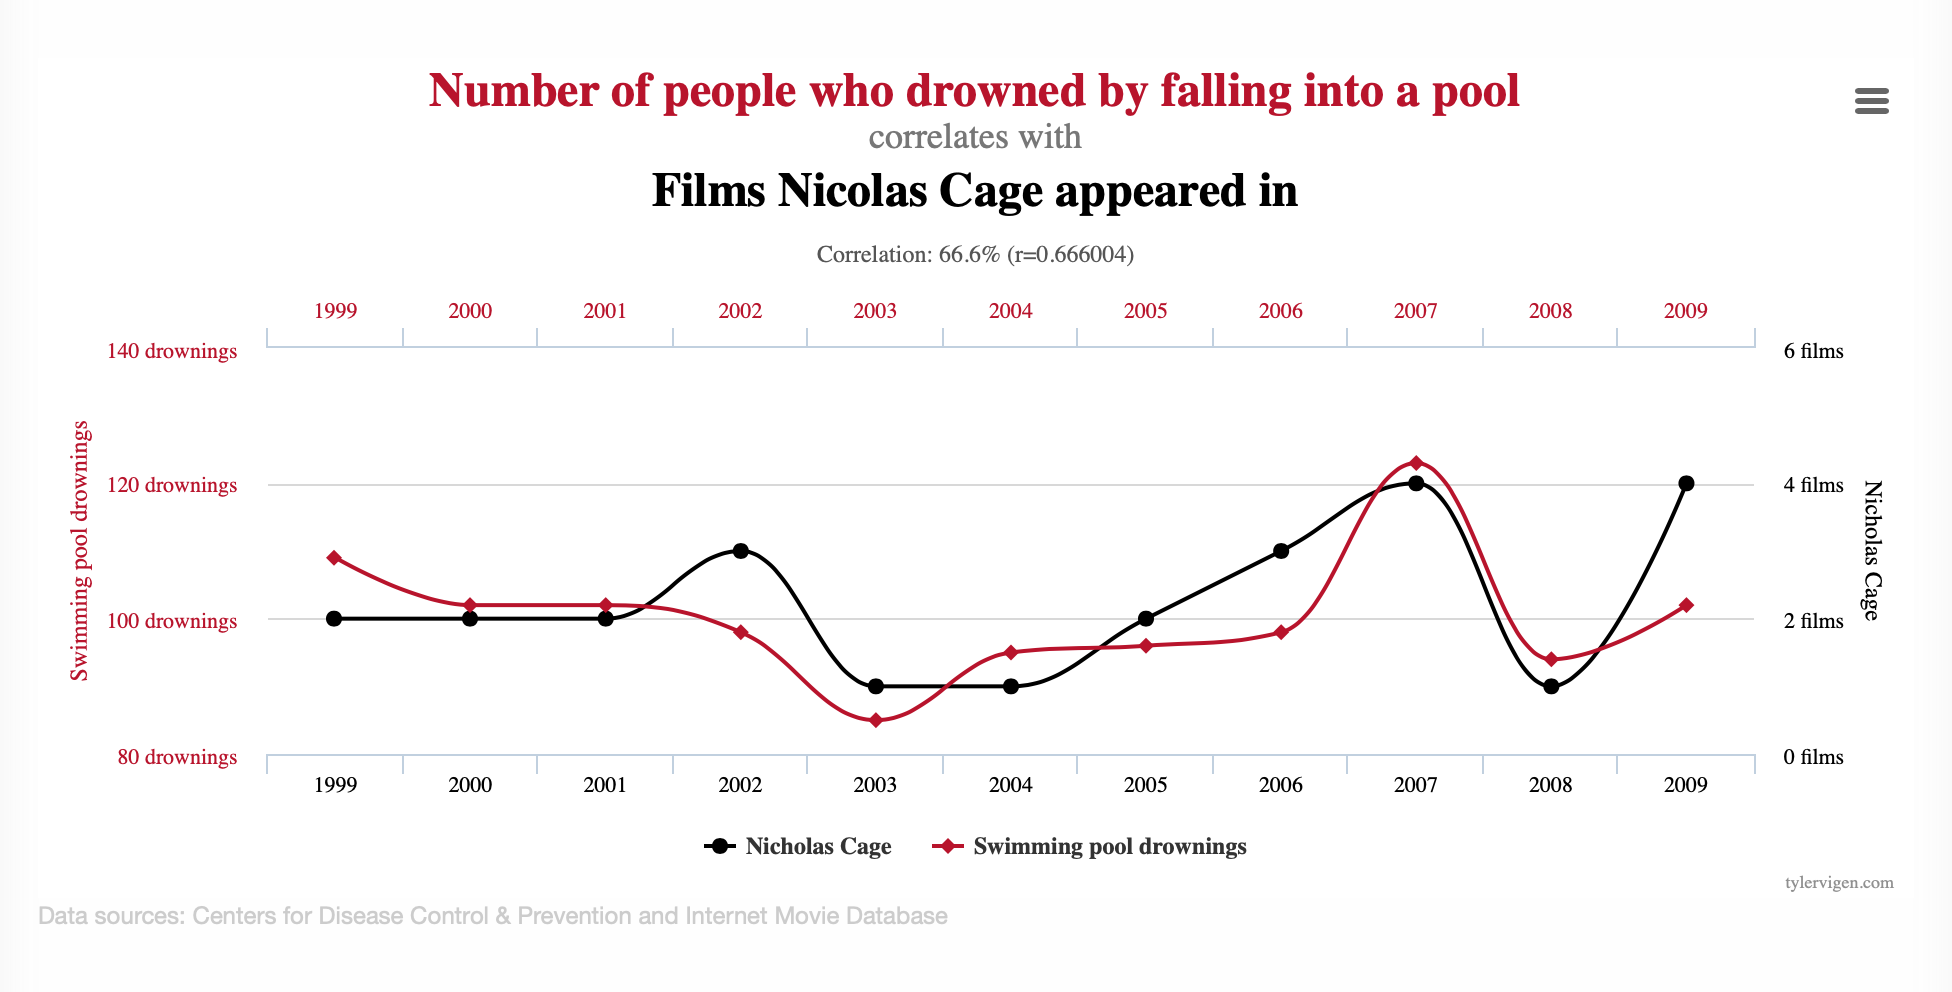 Number of people who drowned by falling into a pool
correlates with
Films Nicolas Cage appeared in
Correlation: 66.6% (r=0.666004)
1999 2000 2001 2002 2003 2004 2005 2006 2007 2008 2009
140 drownings 6 films
120 drownings 4 films
100 drownings 2 films
80 drownings 0 films
Swimming pool drownings
Nicholas Cage
1999 2000 2001 2002 2003 2004 2005 2006 2007 2008 2009
Nicholas Cage Swimming pool drownings
tylervigen.com
Data sources: Centers for Disease Control & Prevention and Internet Movie Database